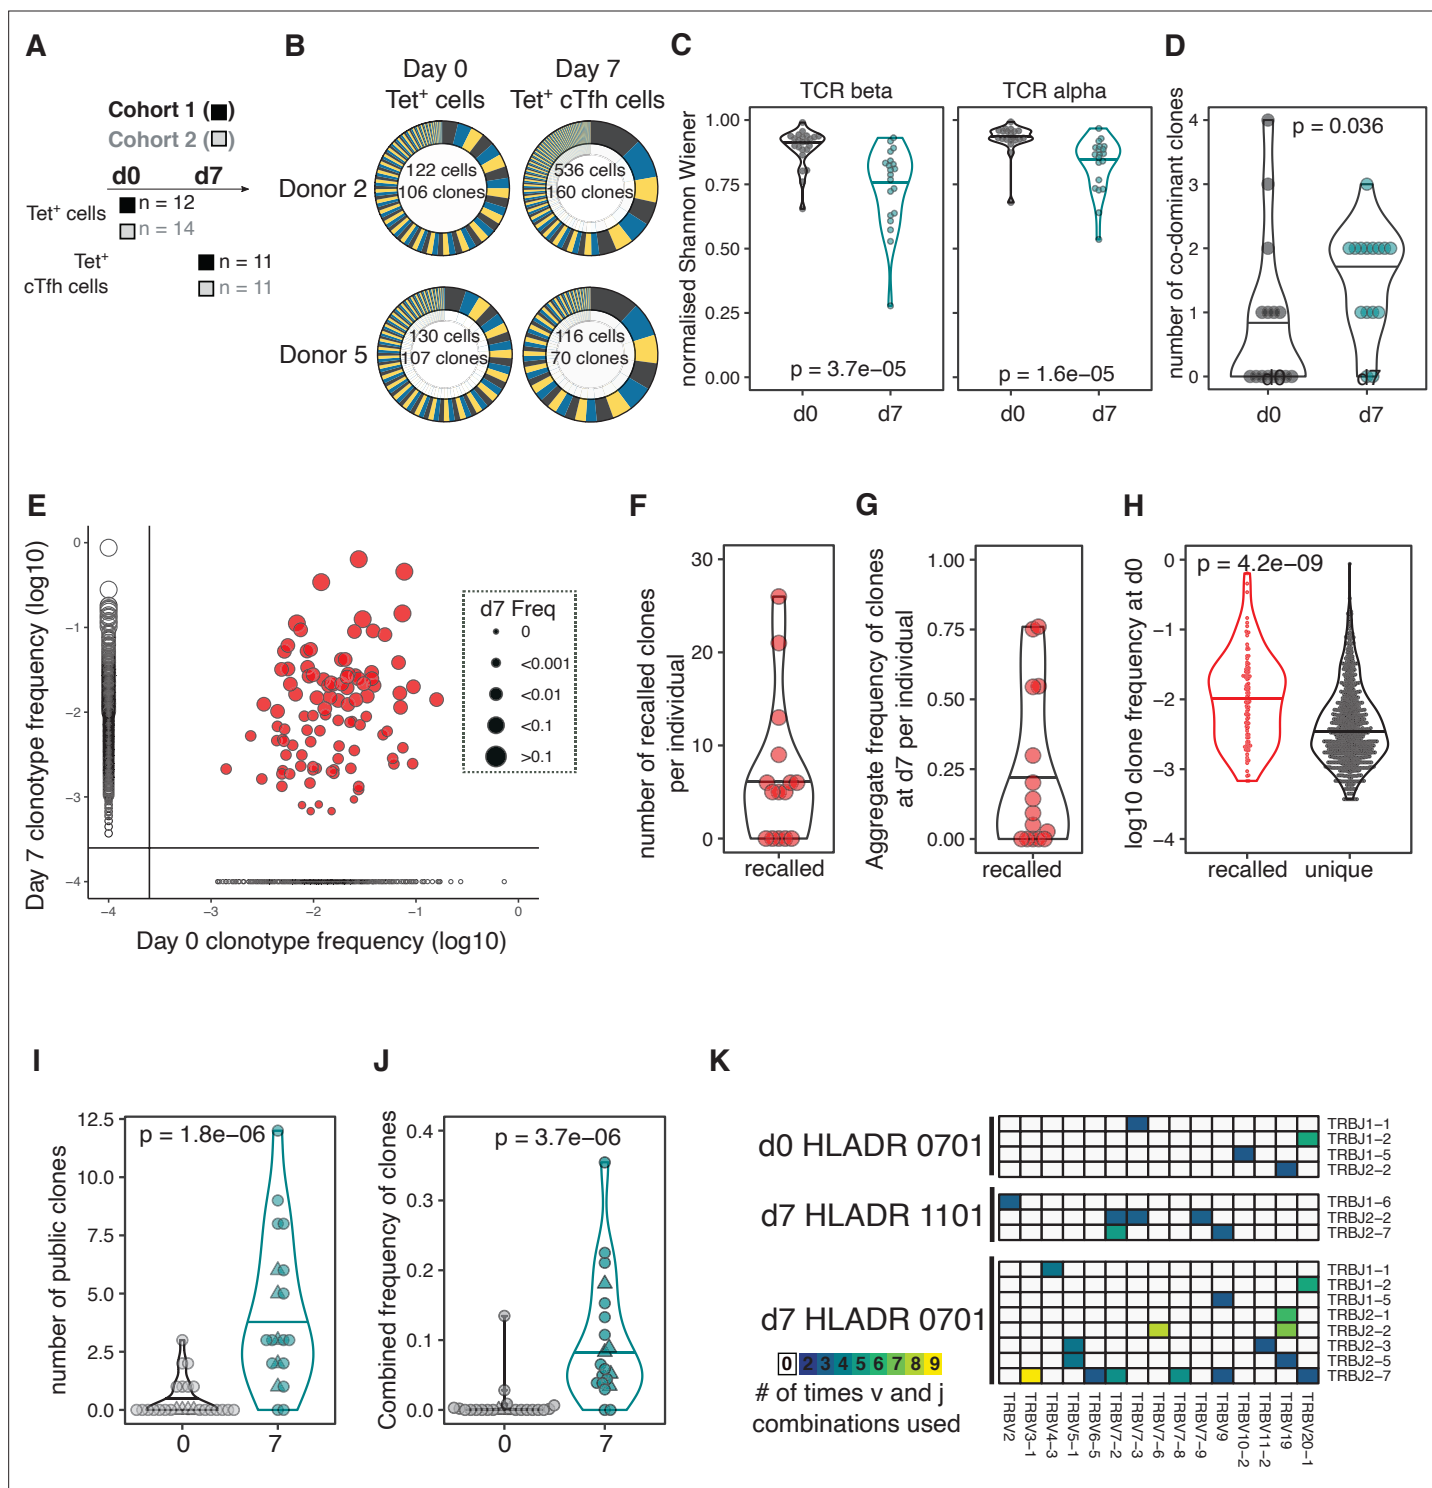 A
Cohort 1 (■)
Cohort 2 (□)
d0 d7
Tet⁺ cells
n = 12
n = 14
Tet⁺
cTfh cells
n = 11
n = 11
B
Day 0
Tet⁺ cells
Day 7
Tet⁺ cTfh cells
Donor 2
122 cells
106 clones
536 cells
160 clones
Donor 5
130 cells
107 clones
116 cells
70 clones
C
TCR beta
TCR alpha
normalised Shannon Wiener
1.00
0.75
0.50
0.25
0.00
p = 3.7e−05
p = 1.6e−05
d0 d7
d0 d7
D
number of co-dominant clones
4
3
2
1
0
p = 0.036
d0 d7
d0 d7
E
Day 7 clonotype frequency (log10)
0
−1
−2
−3
−4
d7 Freq
0
<0.001
<0.01
<0.1
>0.1
−4 −3 −2 −1 0
Day 0 clonotype frequency (log10)
F
number of recalled clones
per individual
30
20
10
0
recalled
G
Aggregate frequency of clones
at d7 per individual
1.00
0.75
0.50
0.25
0.00
recalled
H
log10 clone frequency at d0
0
−1
−2
−3
−4
p = 4.2e−09
recalled unique
I
number of public clones
12.5
10.0
7.5
5.0
2.5
0.0
p = 1.8e−06
0 7
J
Combined frequency of clones
0.4
0.3
0.2
0.1
0.0
p = 3.7e−06
0 7
K
d0 HLADR 0701
TRBJ1−1
TRBJ1−2
TRBJ1−5
TRBJ2−2
d7 HLADR 1101
TRBJ1−6
TRBJ2−2
TRBJ2−7
d7 HLADR 0701
TRBJ1−1
TRBJ1−2
TRBJ1−5
TRBJ2−1
TRBJ2−2
TRBJ2−3
TRBJ2−5
TRBJ2−7
0 2 3 4 5 6 7 8 9
# of times v and j
combinations used
TRBV2
TRBV3−1
TRBV4−3
TRBV5−1
TRBV6−5
TRBV7−2
TRBV7−3
TRBV7−6
TRBV7−8
TRBV7−9
TRBV9
TRBV10−2
TRBV11−2
TRBV19
TRBV20−1